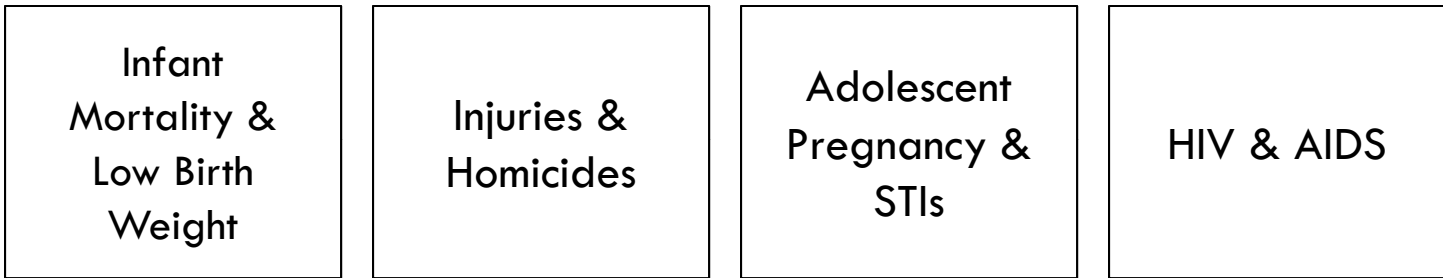 Infant
Mortality &
Low Birth
Weight
Injuries &
Homicides
Adolescent
Pregnancy &
STIs
HIV & AIDS